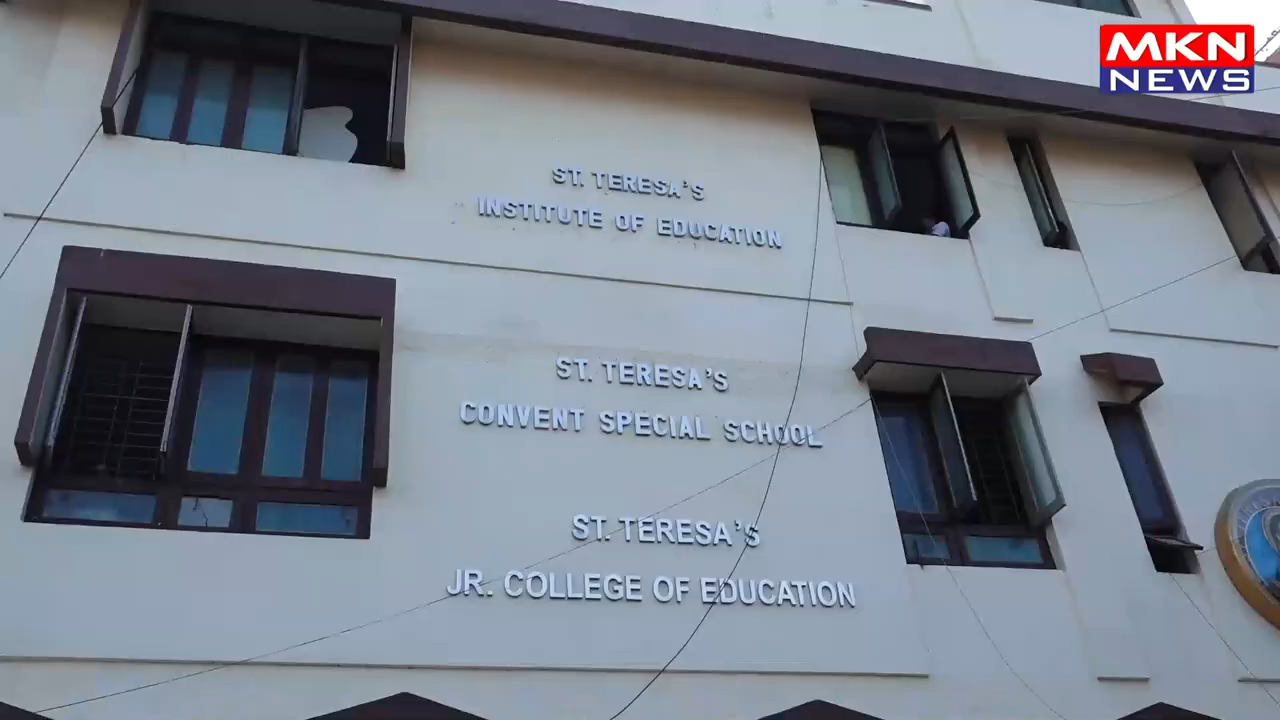 MKN
NEWS
ST. TERESA'S
INSTITUTE OF EDUCATION
ST. TERESA'S
CONVENT SPECIAL SCHOOL
ST. TERESA'S
JR. COLLEGE OF EDUCATION